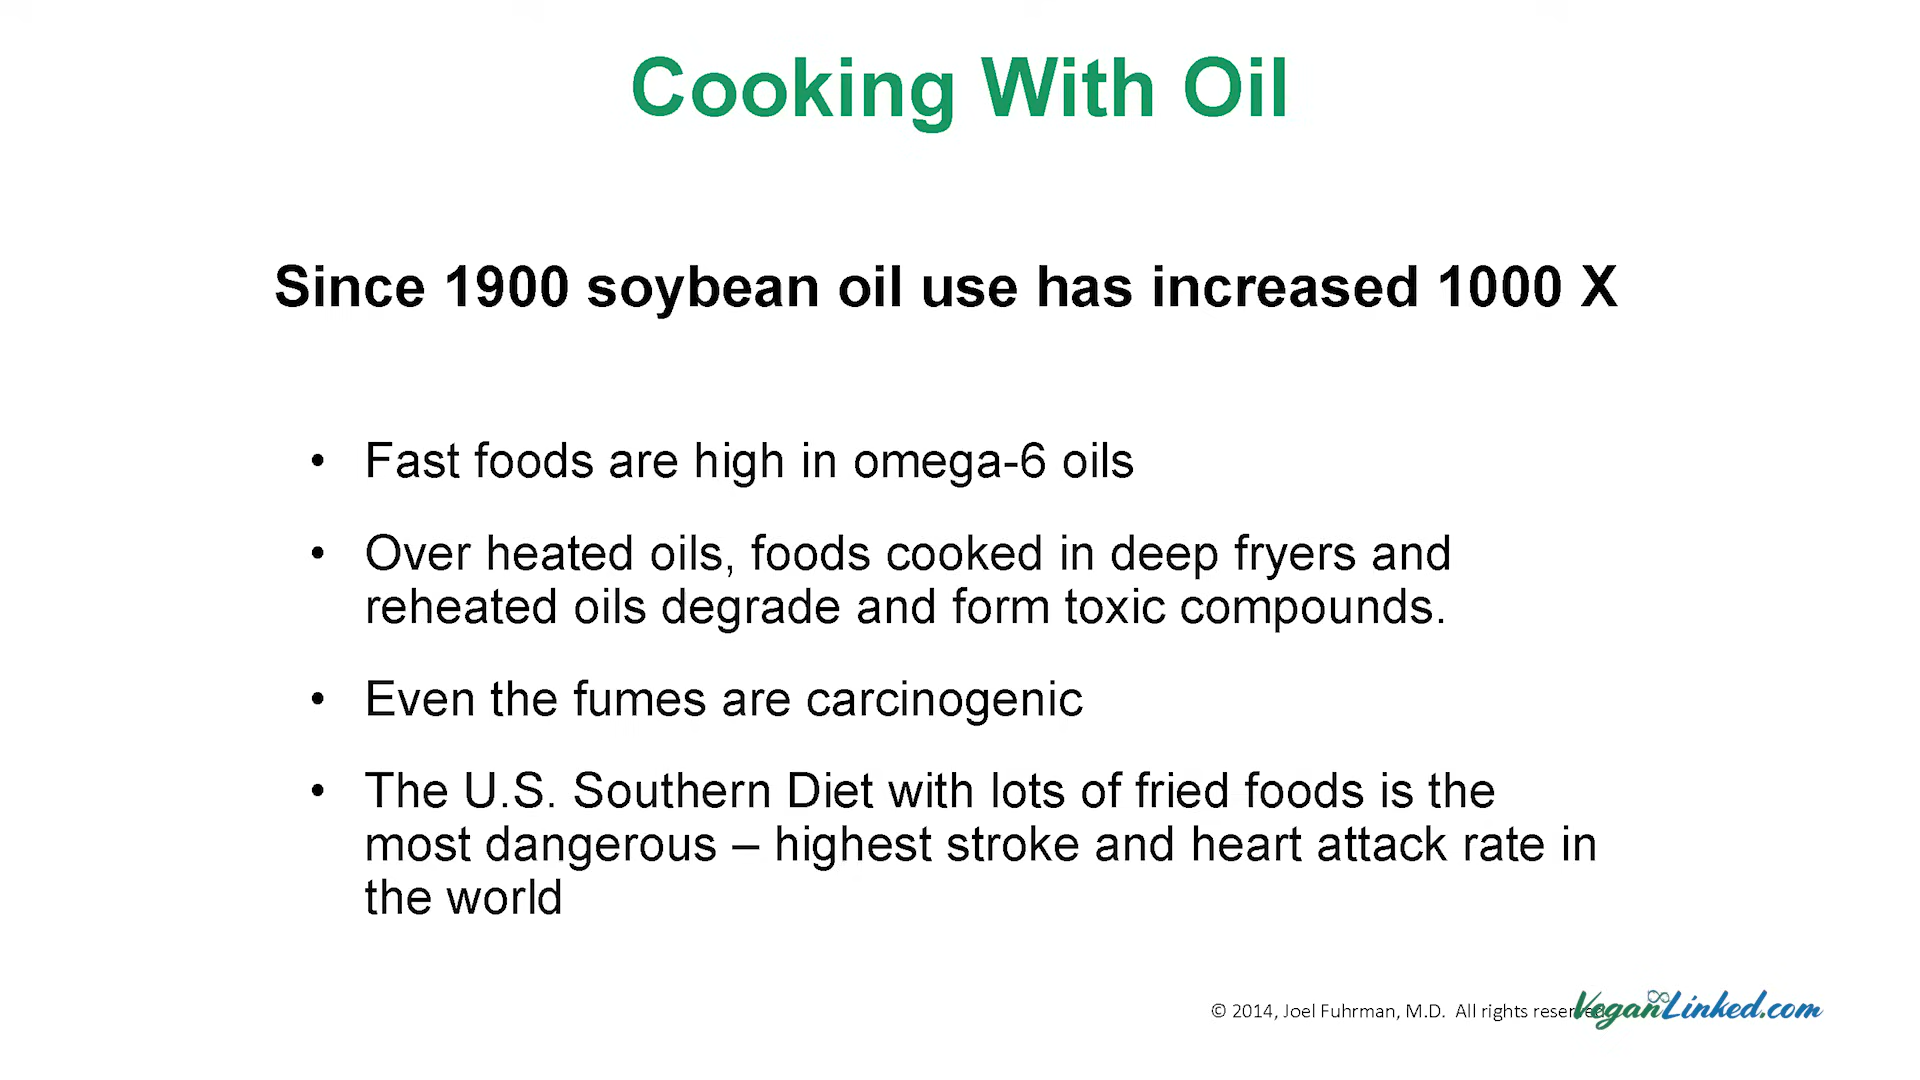 Cooking With Oil
Since 1900 soybean oil use has increased 1000 X
• Fast foods are high in omega-6 oils
• Over heated oils, foods cooked in deep fryers and
reheated oils degrade and form toxic compounds.
• Even the fumes are carcinogenic
• The U.S. Southern Diet with lots of fried foods is the
most dangerous – highest stroke and heart attack rate in
the world
© 2014, Joel Fuhrman, M.D. All rights
VeganLinked.com